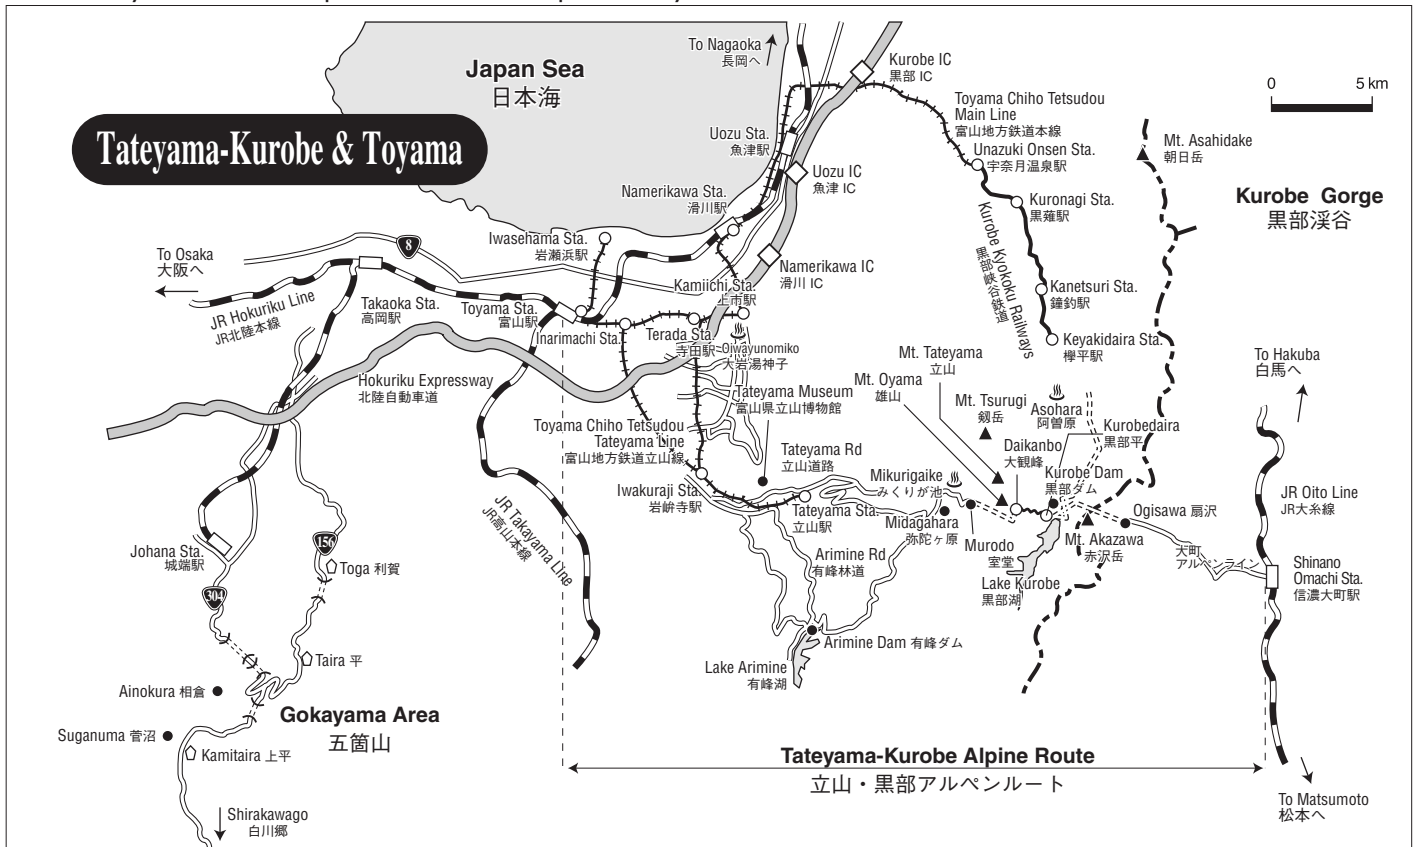 Japan Sea
日本海
Tateyama-Kurobe & Toyama
To Nagaoka
長岡へ
Kurobe IC
黒部 IC
0 5 km
Toyama Chiho Tetsudou
Main Line
富山地方鉄道本線
Uozu Sta.
魚津駅
Unazuki Onsen Sta.
宇奈月温泉駅
Mt. Asahidake
朝日岳
Uozu IC
魚津 IC
Namerikawa Sta.
滑川駅
Kuronagi Sta.
黒薙駅
Kurobe Gorge
黒部渓谷
Kurobe Kyokoku Railways
黒部峡谷鉄道
To Osaka
大阪へ
8
Iwasehama Sta.
岩瀬浜駅
Namerikawa IC
滑川 IC
Kamiichi Sta.
上市駅
Kanetsuri Sta.
鐘釣駅
JR Hokuriku Line
JR北陸本線
Takaoka Sta.
高岡駅
Toyama Sta.
富山駅
Inarimachi Sta.
Terada Sta.
寺田駅
Oiwayunomiko
大岩湯神子
Keyakidaira Sta.
欅平駅
Mt. Tateyama
立山
Mt. Oyama
雄山
To Hakuba
白馬へ
Hokuriku Expressway
北陸自動車道
Tateyama Museum
富山県立山博物館
Mt. Tsurugi
剱岳
Asohara
阿曽原
Kurobedaira
黒部平
Toyama Chiho Tetsudou
Tateyama Line
富山地方鉄道立山線
Tateyama Rd
立山道路
Daikanbo
大観峰
Mikurigaike
みくりが池
Kurobe Dam
黒部ダム
Iwakuraji Sta.
岩峅寺駅
Tateyama Sta.
立山駅
Midagahara
弥陀ヶ原
Murodo
室堂
Ogisawa 扇沢
Mt. Akazawa
赤沢岳
JR Oito Line
JR大糸線
JR Takayama Line
JR高山本線
Arimine Rd
有峰林道
大町
アルペンライン
Lake Kurobe
黒部湖
Shinano
Omachi Sta.
信濃大町駅
156
Johana Sta.
城端駅
Toga 利賀
304
Arimine Dam 有峰ダム
Taira 平
Lake Arimine
有峰湖
Ainokura 相倉
Gokayama Area
五箇山
Suganuma 菅沼
Kamitaira 上平
Tateyama-Kurobe Alpine Route
立山・黒部アルペンルート
Shirakawago
白川郷
To Matsumoto
松本へ